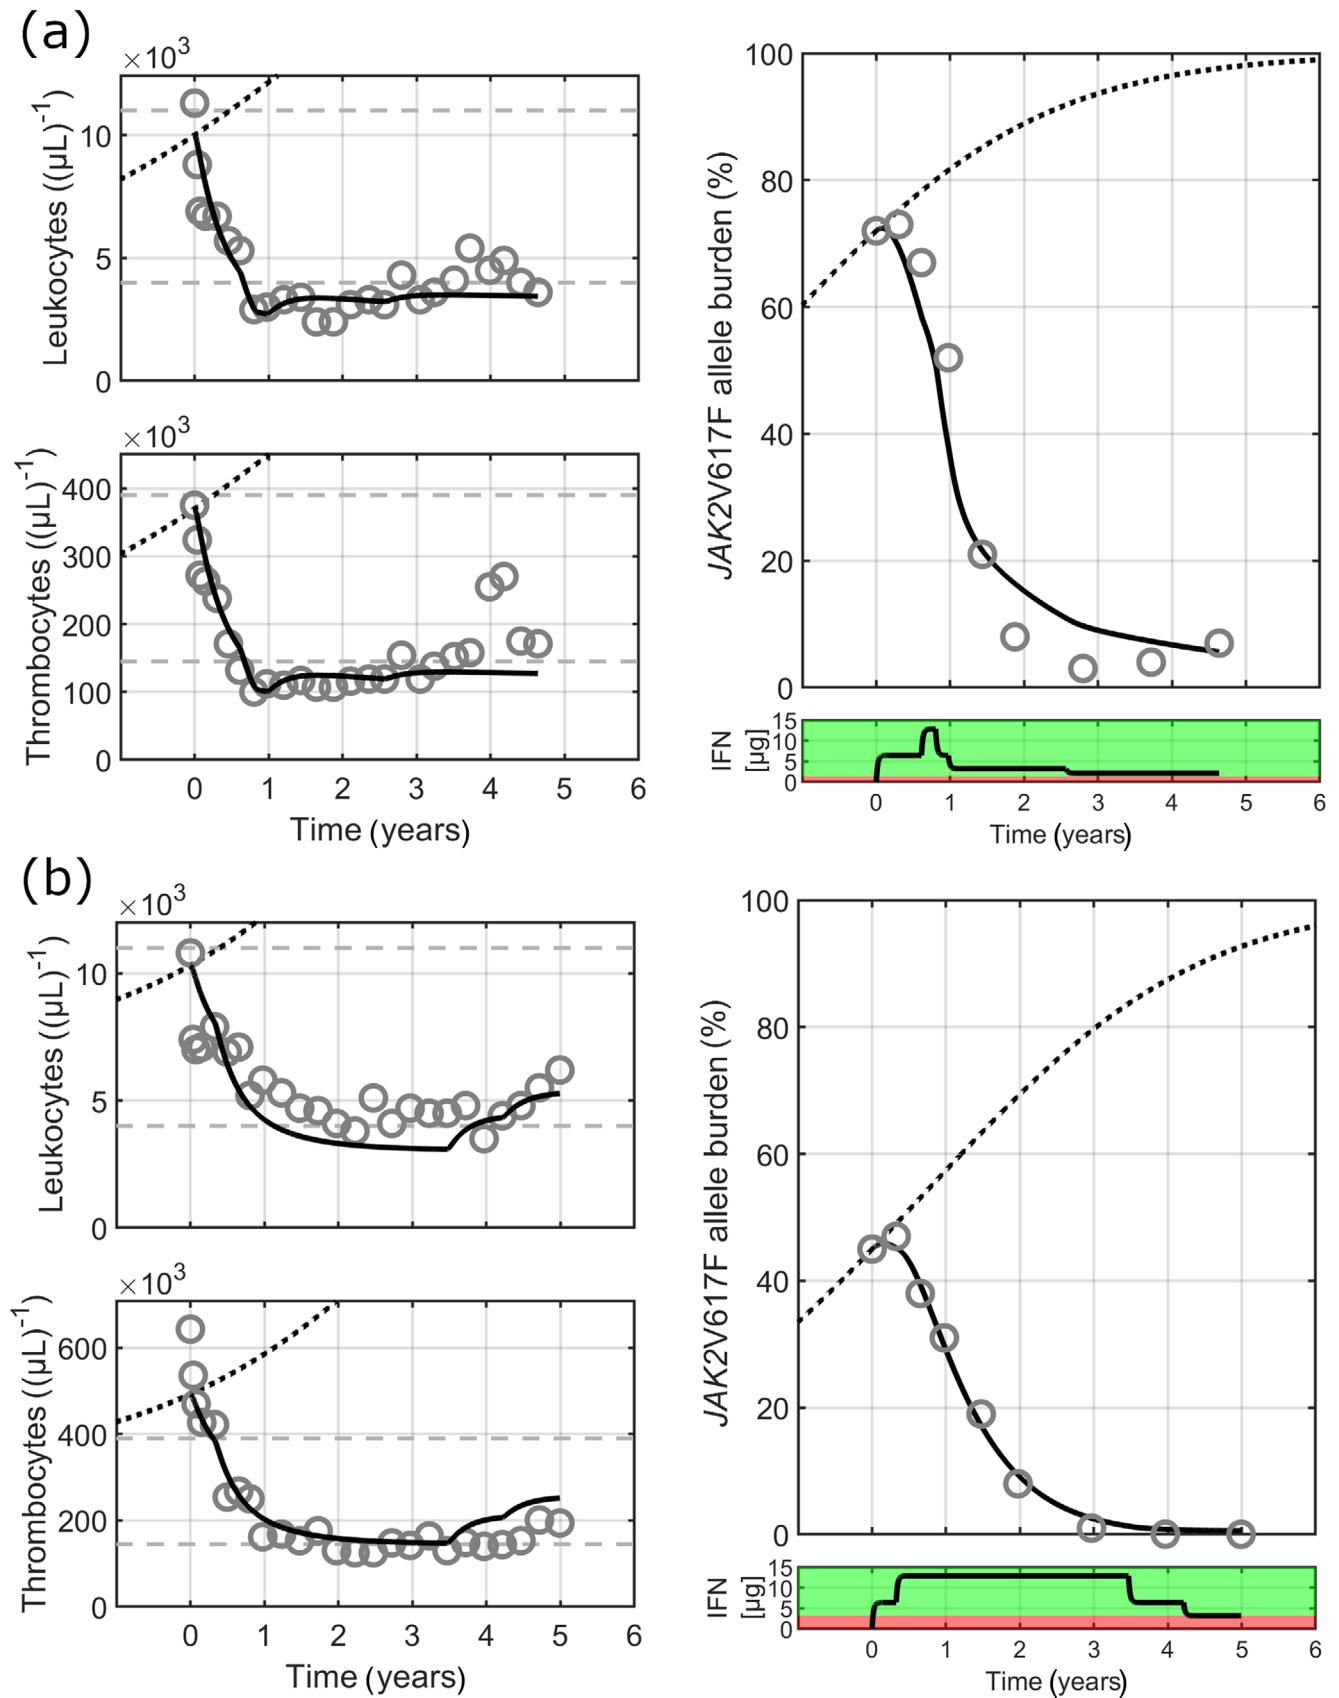 (a)
×10³
Leukocytes ((µL)⁻¹)
10
5
0
×10³
Thrombocytes ((µL)⁻¹)
400
300
200
100
0
0 1 2 3 4 5 6
Time (years)
JAK2V617F allele burden (%)
100
80
60
40
20
0
IFN
[µg]
15
10
5
0
0 1 2 3 4 5 6
Time (years)
(b)
×10³
Leukocytes ((µL)⁻¹)
10
5
0
×10³
Thrombocytes ((µL)⁻¹)
600
400
200
0
0 1 2 3 4 5 6
Time (years)
JAK2V617F allele burden (%)
100
80
60
40
20
0
IFN
[µg]
15
10
5
0
0 1 2 3 4 5 6
Time (years)